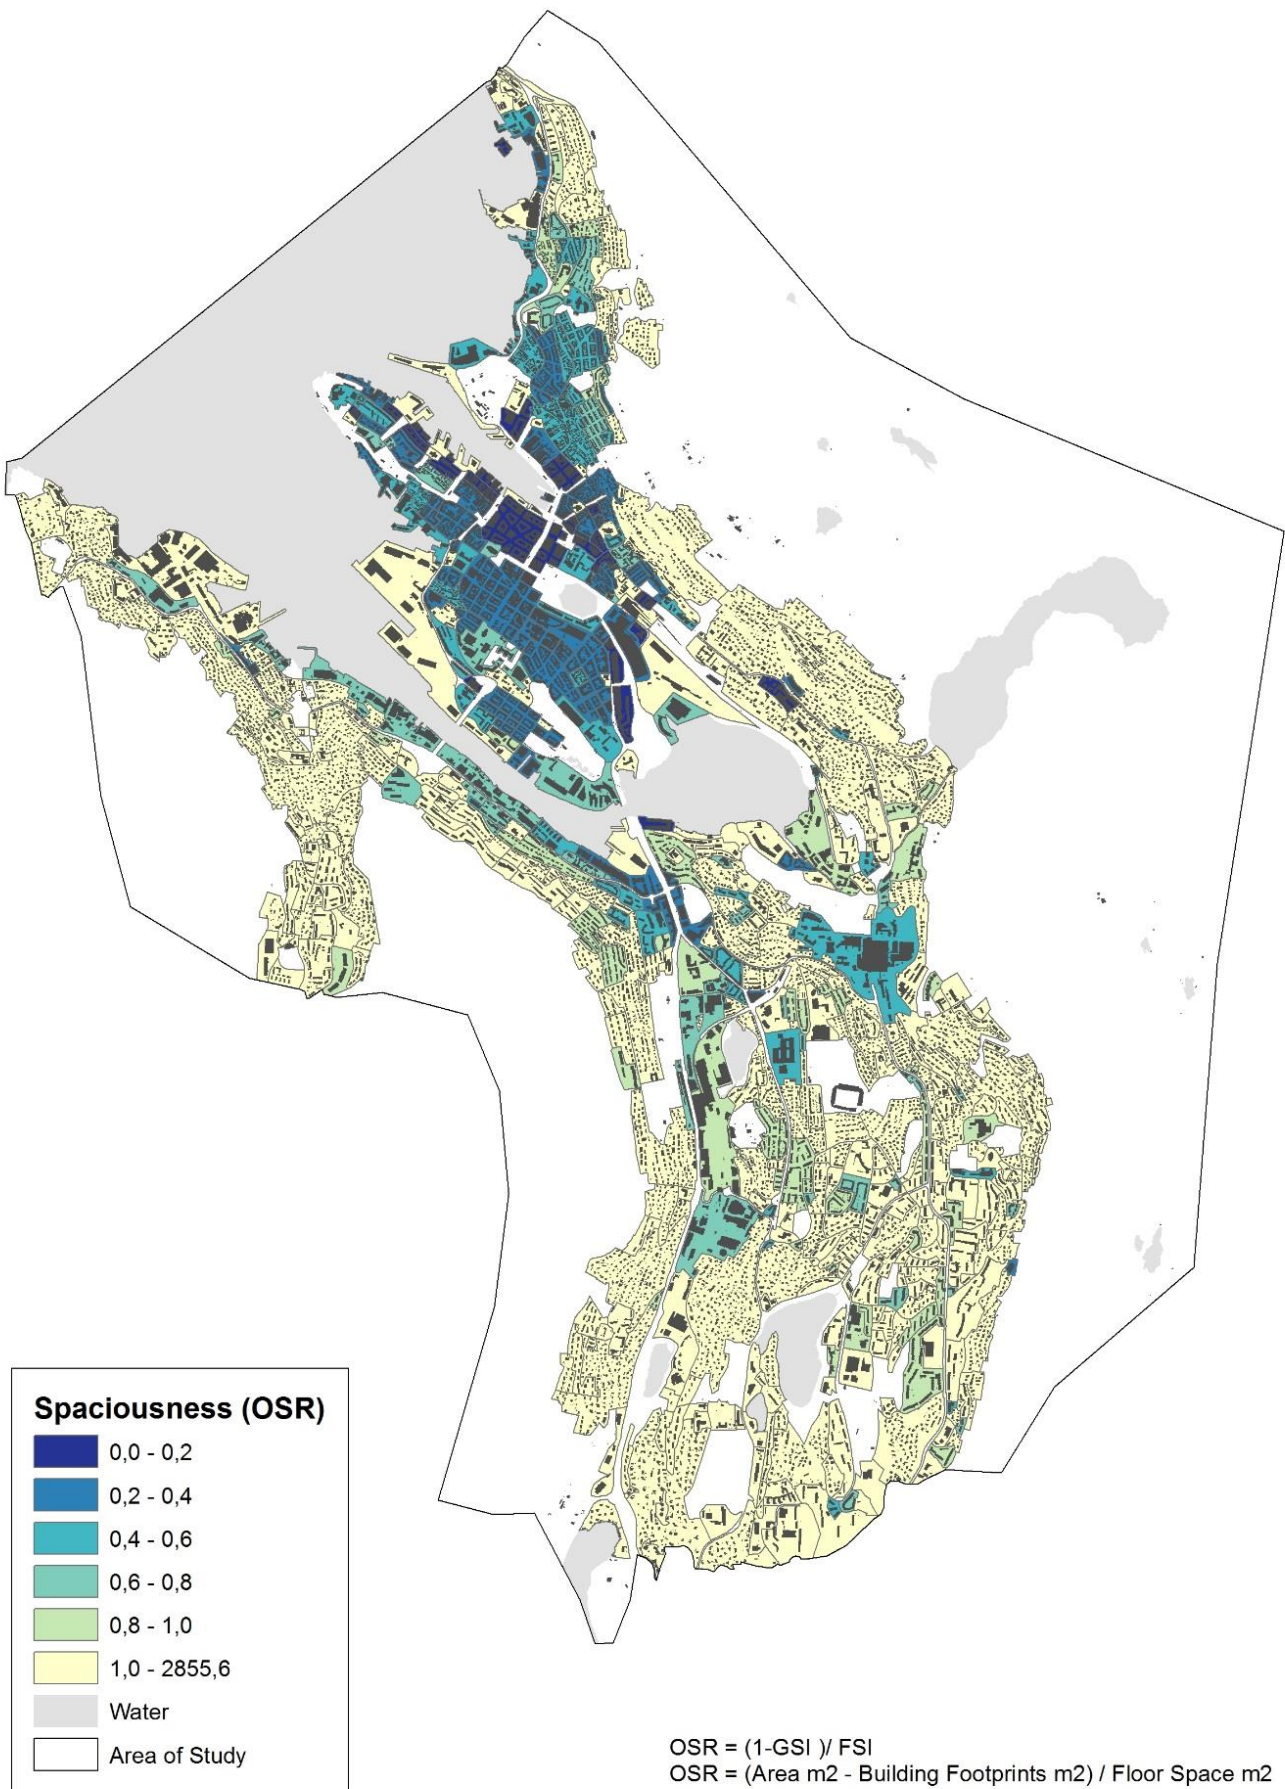 Spaciousness (OSR)
0,0 - 0,2
0,2 - 0,4
0,4 - 0,6
0,6 - 0,8
0,8 - 1,0
1,0 - 2855,6
Water
Area of Study
OSR = (1-GSI )/ FSI
OSR = (Area m2 - Building Footprints m2) / Floor Space m2